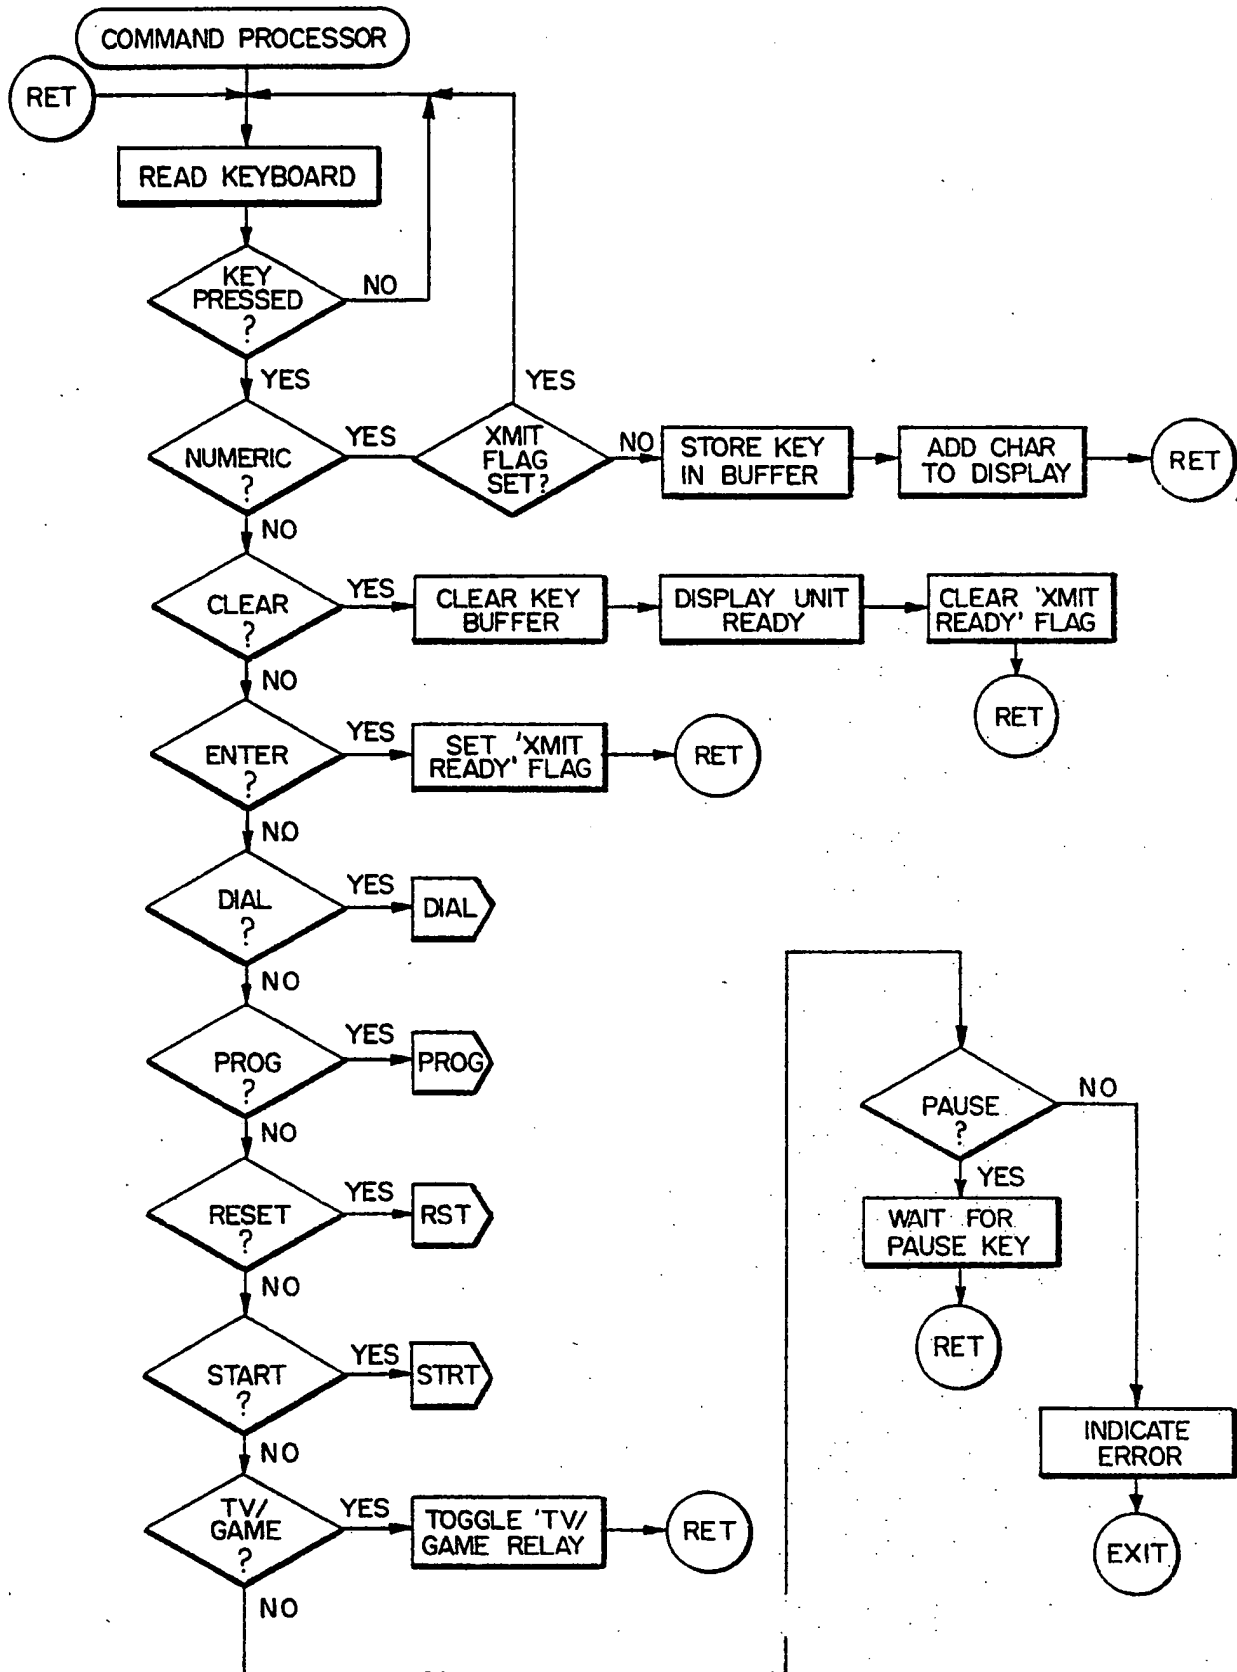 COMMAND PROCESSOR
RET
READ KEYBOARD
KEY
PRESSED
?
NO
YES
NUMERIC
?
YES
XMIT
FLAG
SET?
YES
NO
STORE KEY
IN BUFFER
ADD CHAR
TO DISPLAY
RET
NO
CLEAR
?
YES
CLEAR KEY
BUFFER
DISPLAY UNIT
READY
CLEAR 'XMIT
READY' FLAG
RET
NO
ENTER
?
YES
SET 'XMIT
READY' FLAG
RET
NO
DIAL
?
YES
DIAL
NO
PROG
?
YES
PROG
NO
RESET
?
YES
RST
NO
START
?
YES
STRT
NO
TV/
GAME
?
YES
TOGGLE 'TV/
GAME RELAY
RET
NO
PAUSE
?
NO
YES
WAIT FOR
PAUSE KEY
RET
INDICATE
ERROR
EXIT